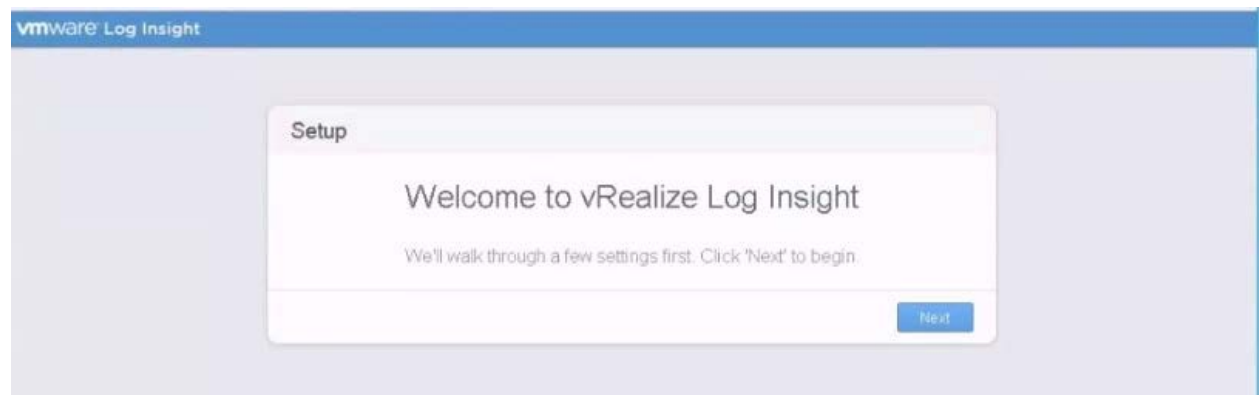 vmware Log Insight
Setup
Welcome to vRealize Log Insight
We'll walk through a few settings first. Click 'Next' to begin.
Next